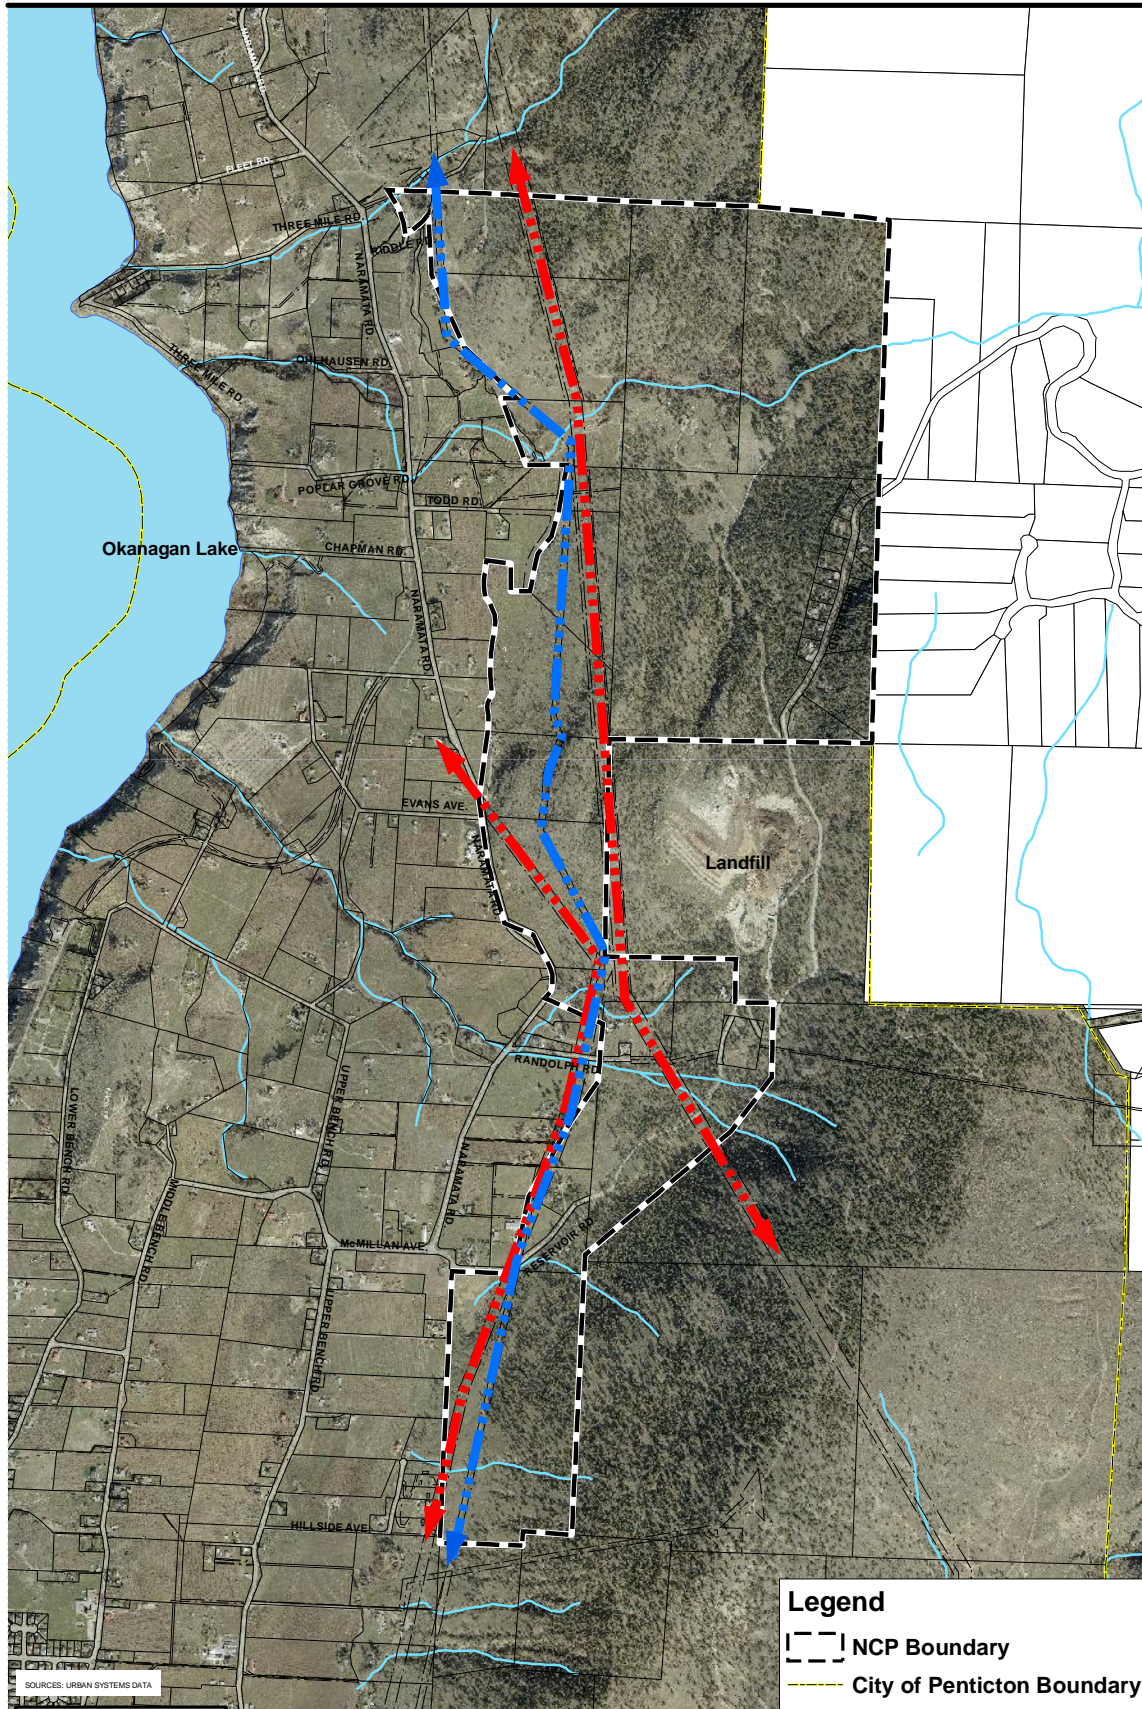 NARAMATA RD.
FLEET RD.
THREE MILE RD.
RIDDLE RD.
NARAMATA RD.
THREE MILE RD.
OHLHAUSEN RD.
POPLAR GROVE RD.
TODD RD.
Okanagan Lake
CHAPMAN RD.
NARAMATA RD.
EVANS AVE.
NARAMATA RD.
Landfill
RANDOLPH RD.
UPPER BENCH RD.
LOWER BENCH RD.
NARAMATA RD.
MIDDLE BENCH RD.
McMILLAN AVE.
RESERVOIR RD.
UPPER BENCH RD.
HILLSIDE AVE.
Legend
NCP Boundary
City of Penticton Boundary
SOURCES: URBAN SYSTEMS DATA